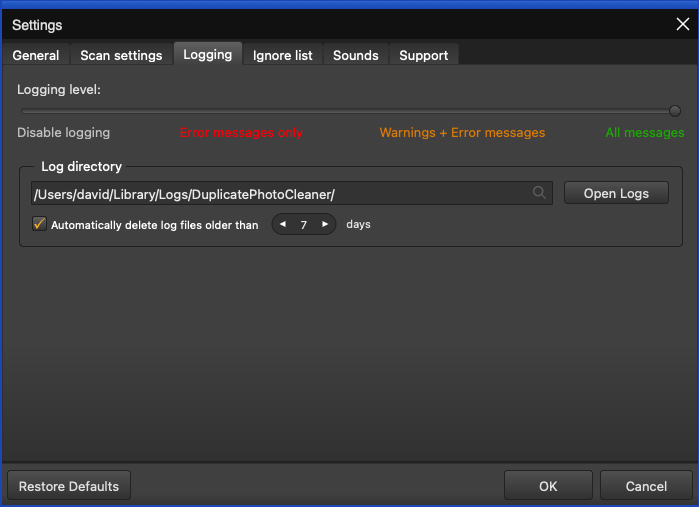 Settings
General Scan settings Logging Ignore list Sounds Support
Logging level:
Disable logging Error messages only Warnings + Error messages All messages
Log directory
/Users/david/Library/Logs/DuplicatePhotoCleaner/ Open Logs
Automatically delete log files older than 7 days
Restore Defaults OK Cancel